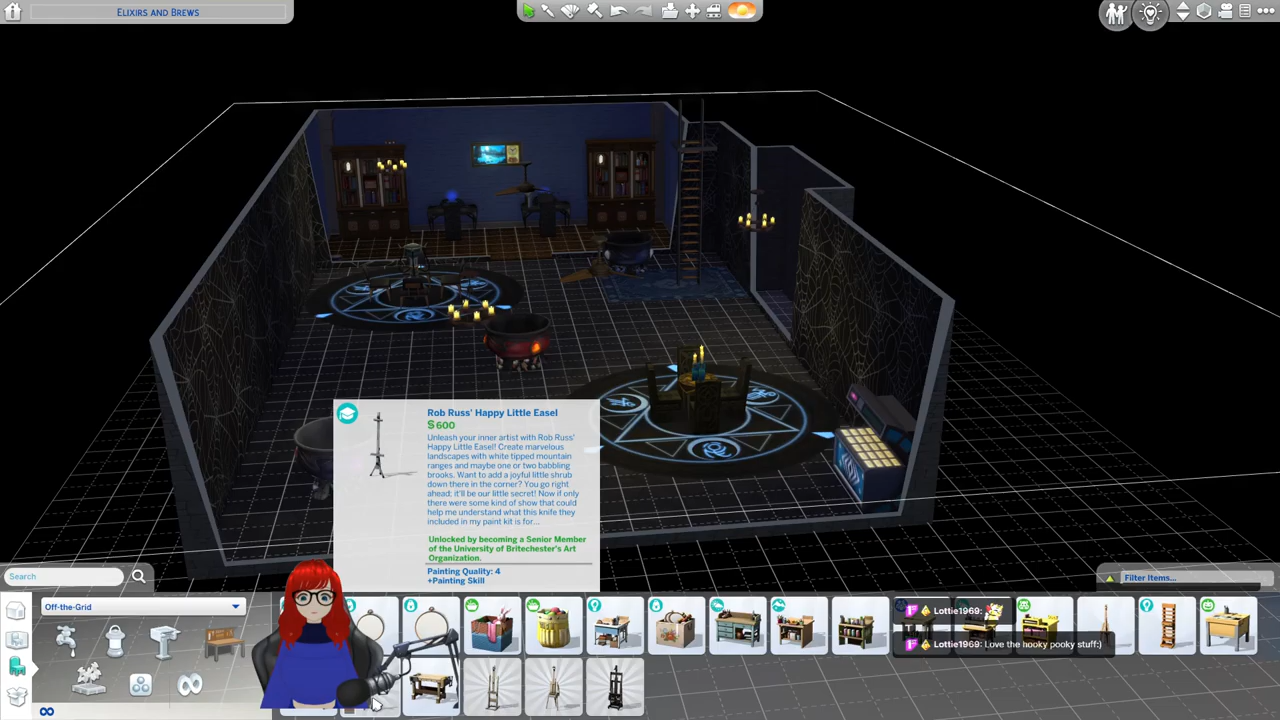 ELIXIRS AND BREWS
Rob Russ' Happy Little Easel
§600
Unleash your inner artist with Rob Russ'
Happy Little Easel! Create marvelous
landscapes with white tipped mountain
ranges and maybe one or two babbling
brooks. Want to add a joyful little shrub
down there in the corner? You go right
ahead; it'll be our little secret! Now if only
there were some kind of show that could
help me understand what this knife they
included in my paint kit is for...
Unlocked by becoming a Senior Member
of the University of Britechester's Art
Organization.
Painting Quality: 4
+Painting Skill
Search
Filter Items...
Off-the-Grid
Lottie1969:
Lottie1969: Love the hooky pooky stuff:)